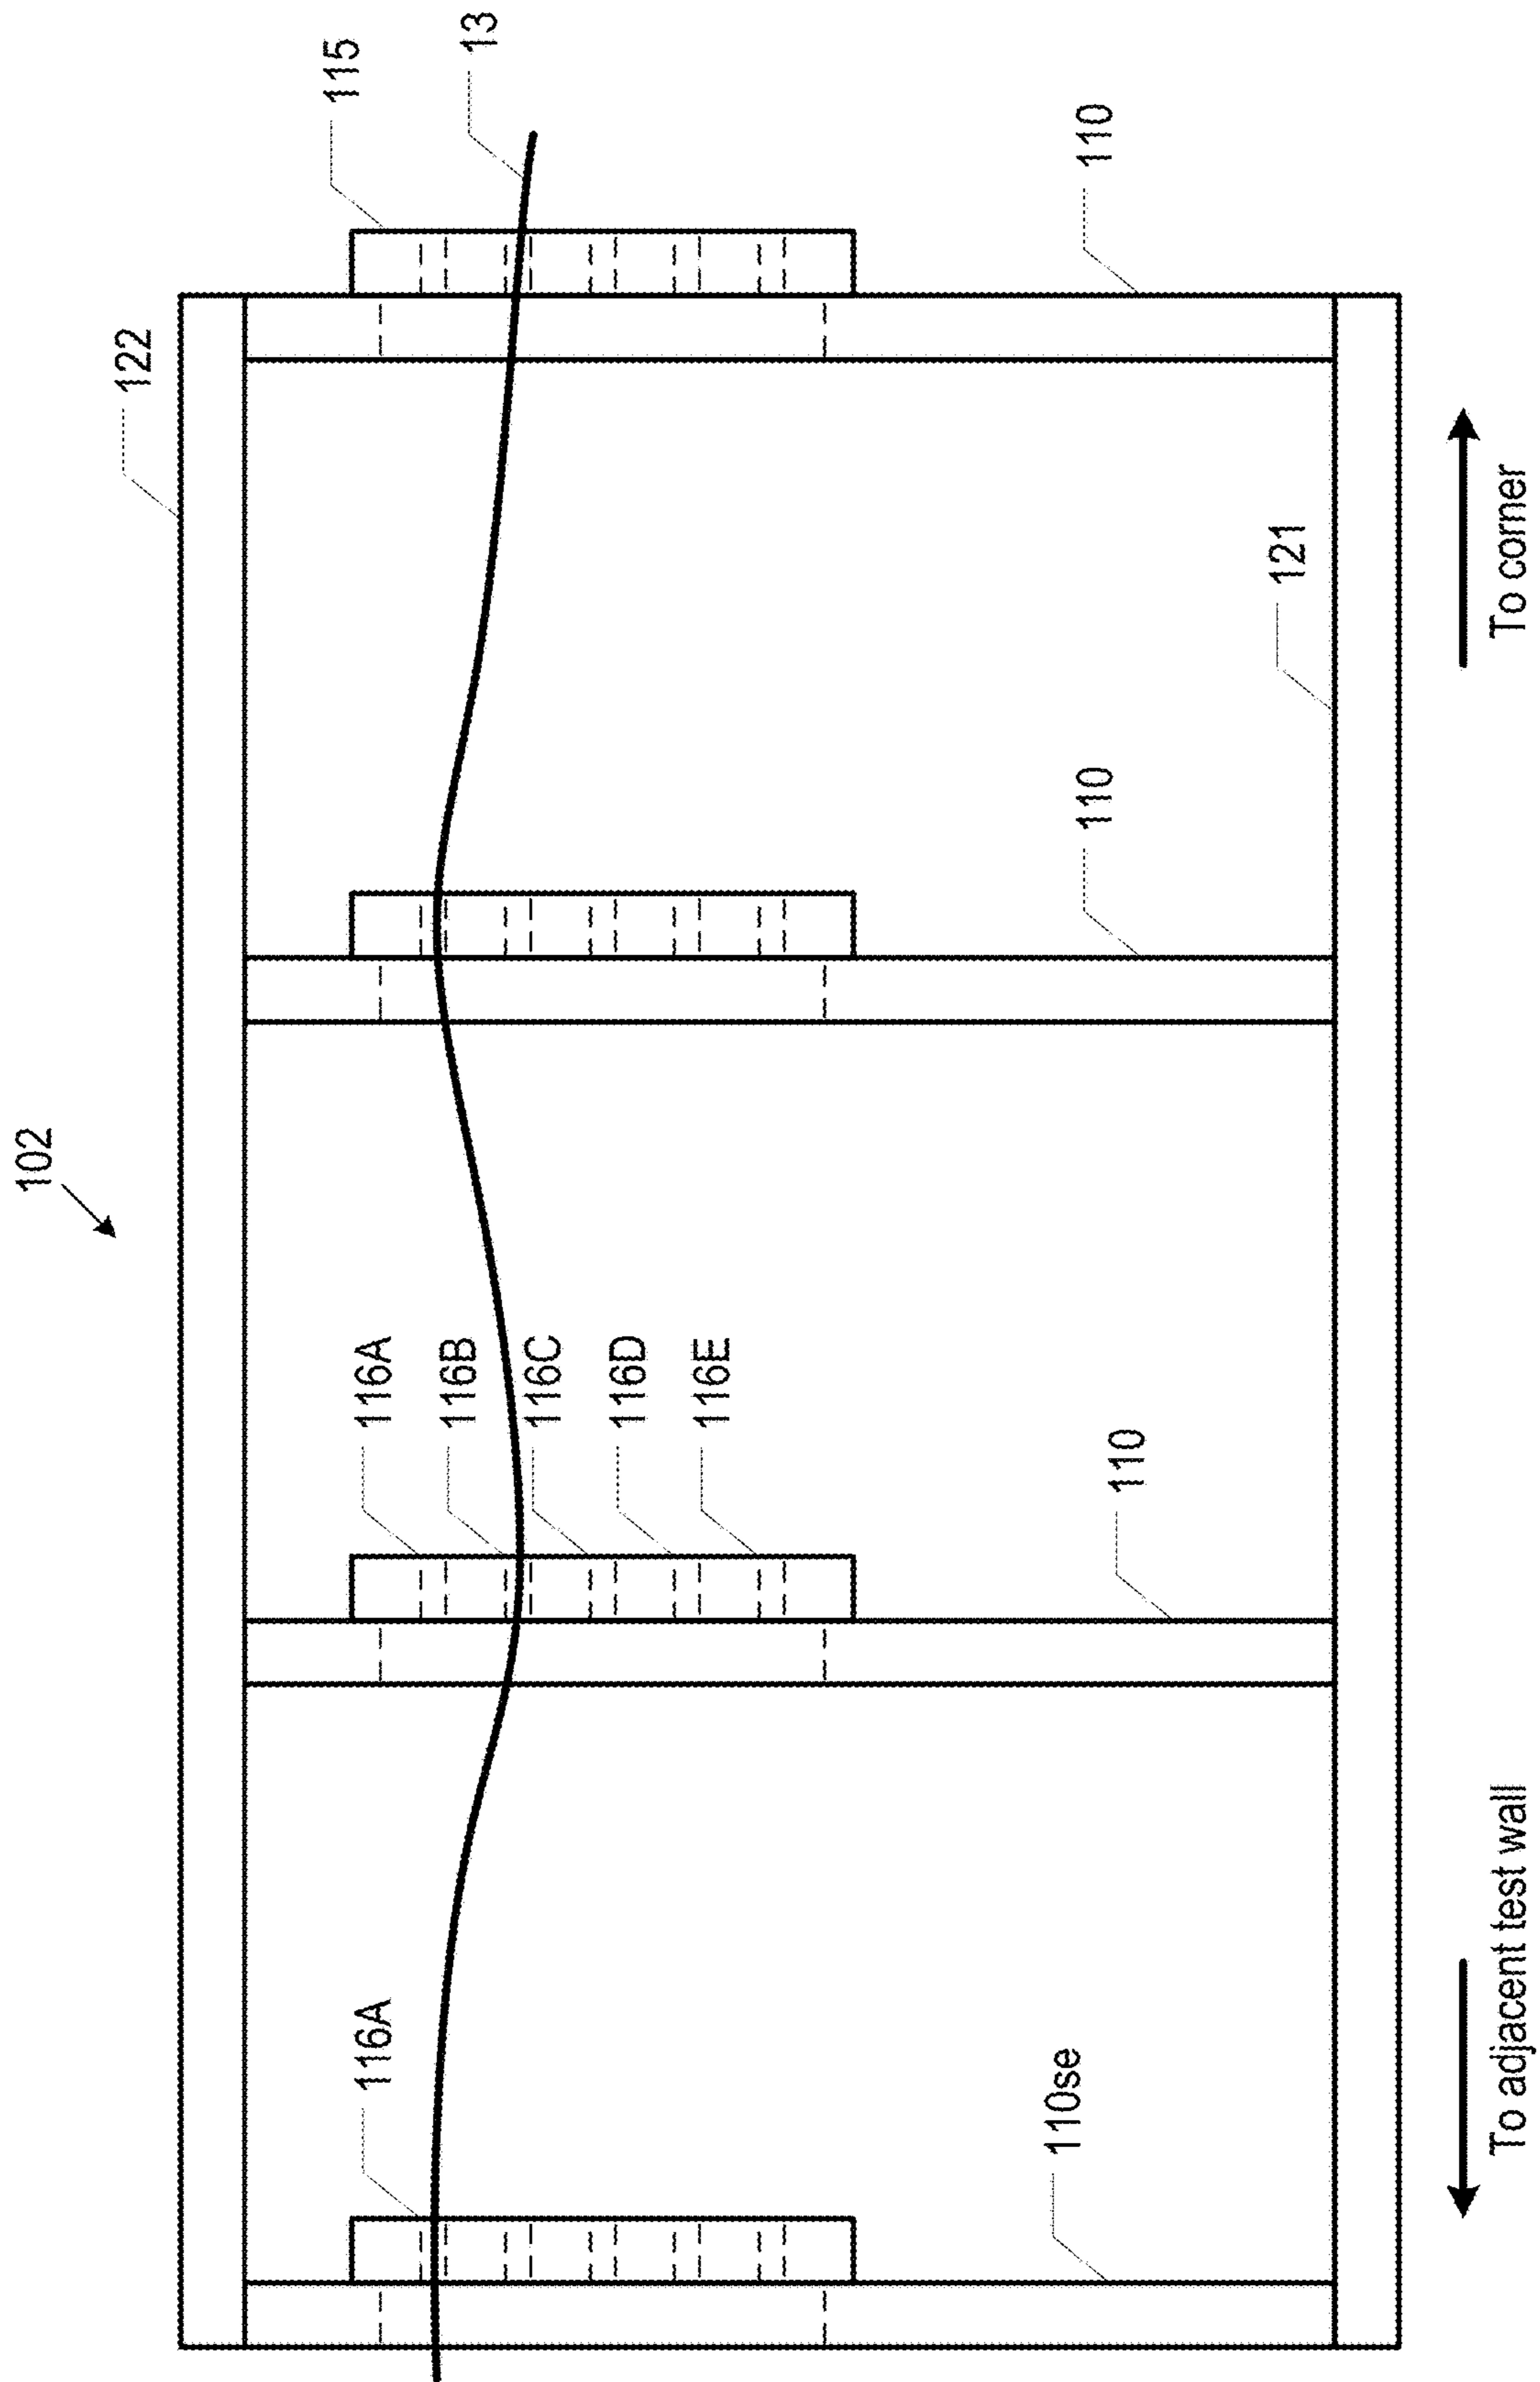 102
122
115
13
116A
116A
116B
116C
116D
116E
110se
110
110
110
121
To adjacent test wall
To corner